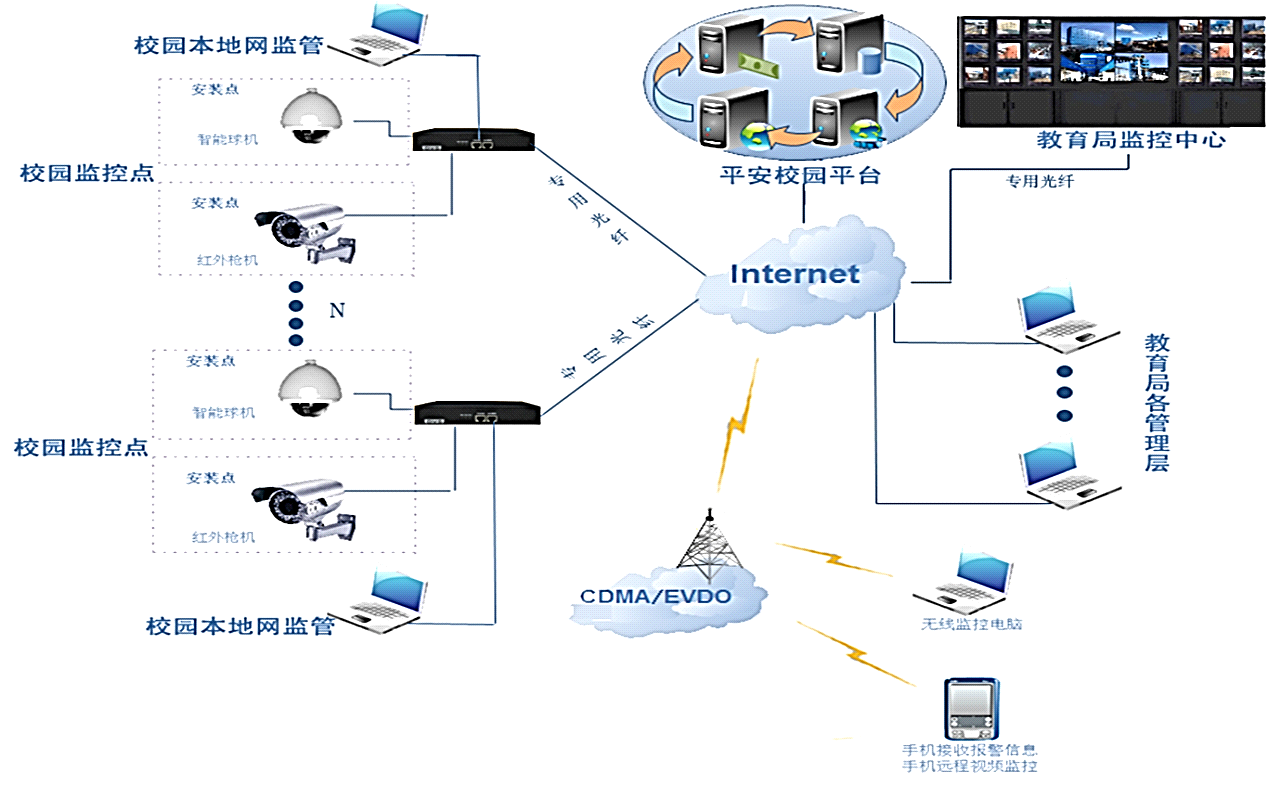 校园本地网监管
安装点
智能球机
校园监控点
安装点
红外枪机
N
安装点
智能球机
校园监控点
安装点
红外枪机
校园本地网监管
专用光纤
专用光纤
平安校园平台
教育局监控中心
专用光纤
Internet
教育局各管理层
CDMA/EVDO
无线监控电脑
手机接收报警信息
手机远程视频监控